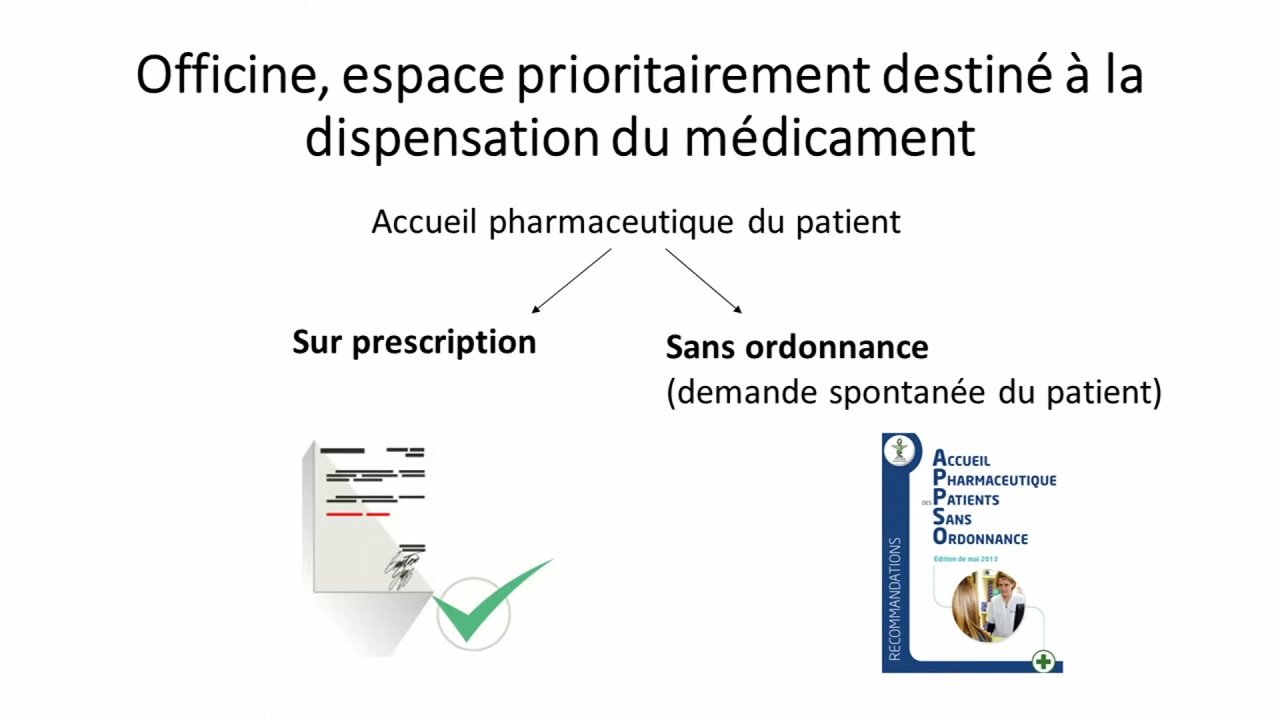 Officine, espace prioritairement destiné à la
dispensation du médicament
Accueil pharmaceutique du patient
Sur prescription
Sans ordonnance
(demande spontanée du patient)
ACCUEIL
PHARMACEUTIQUE
DES PATIENTS
SANS
ORDONNANCE
Édition de mai 2013
RECOMMANDATIONS